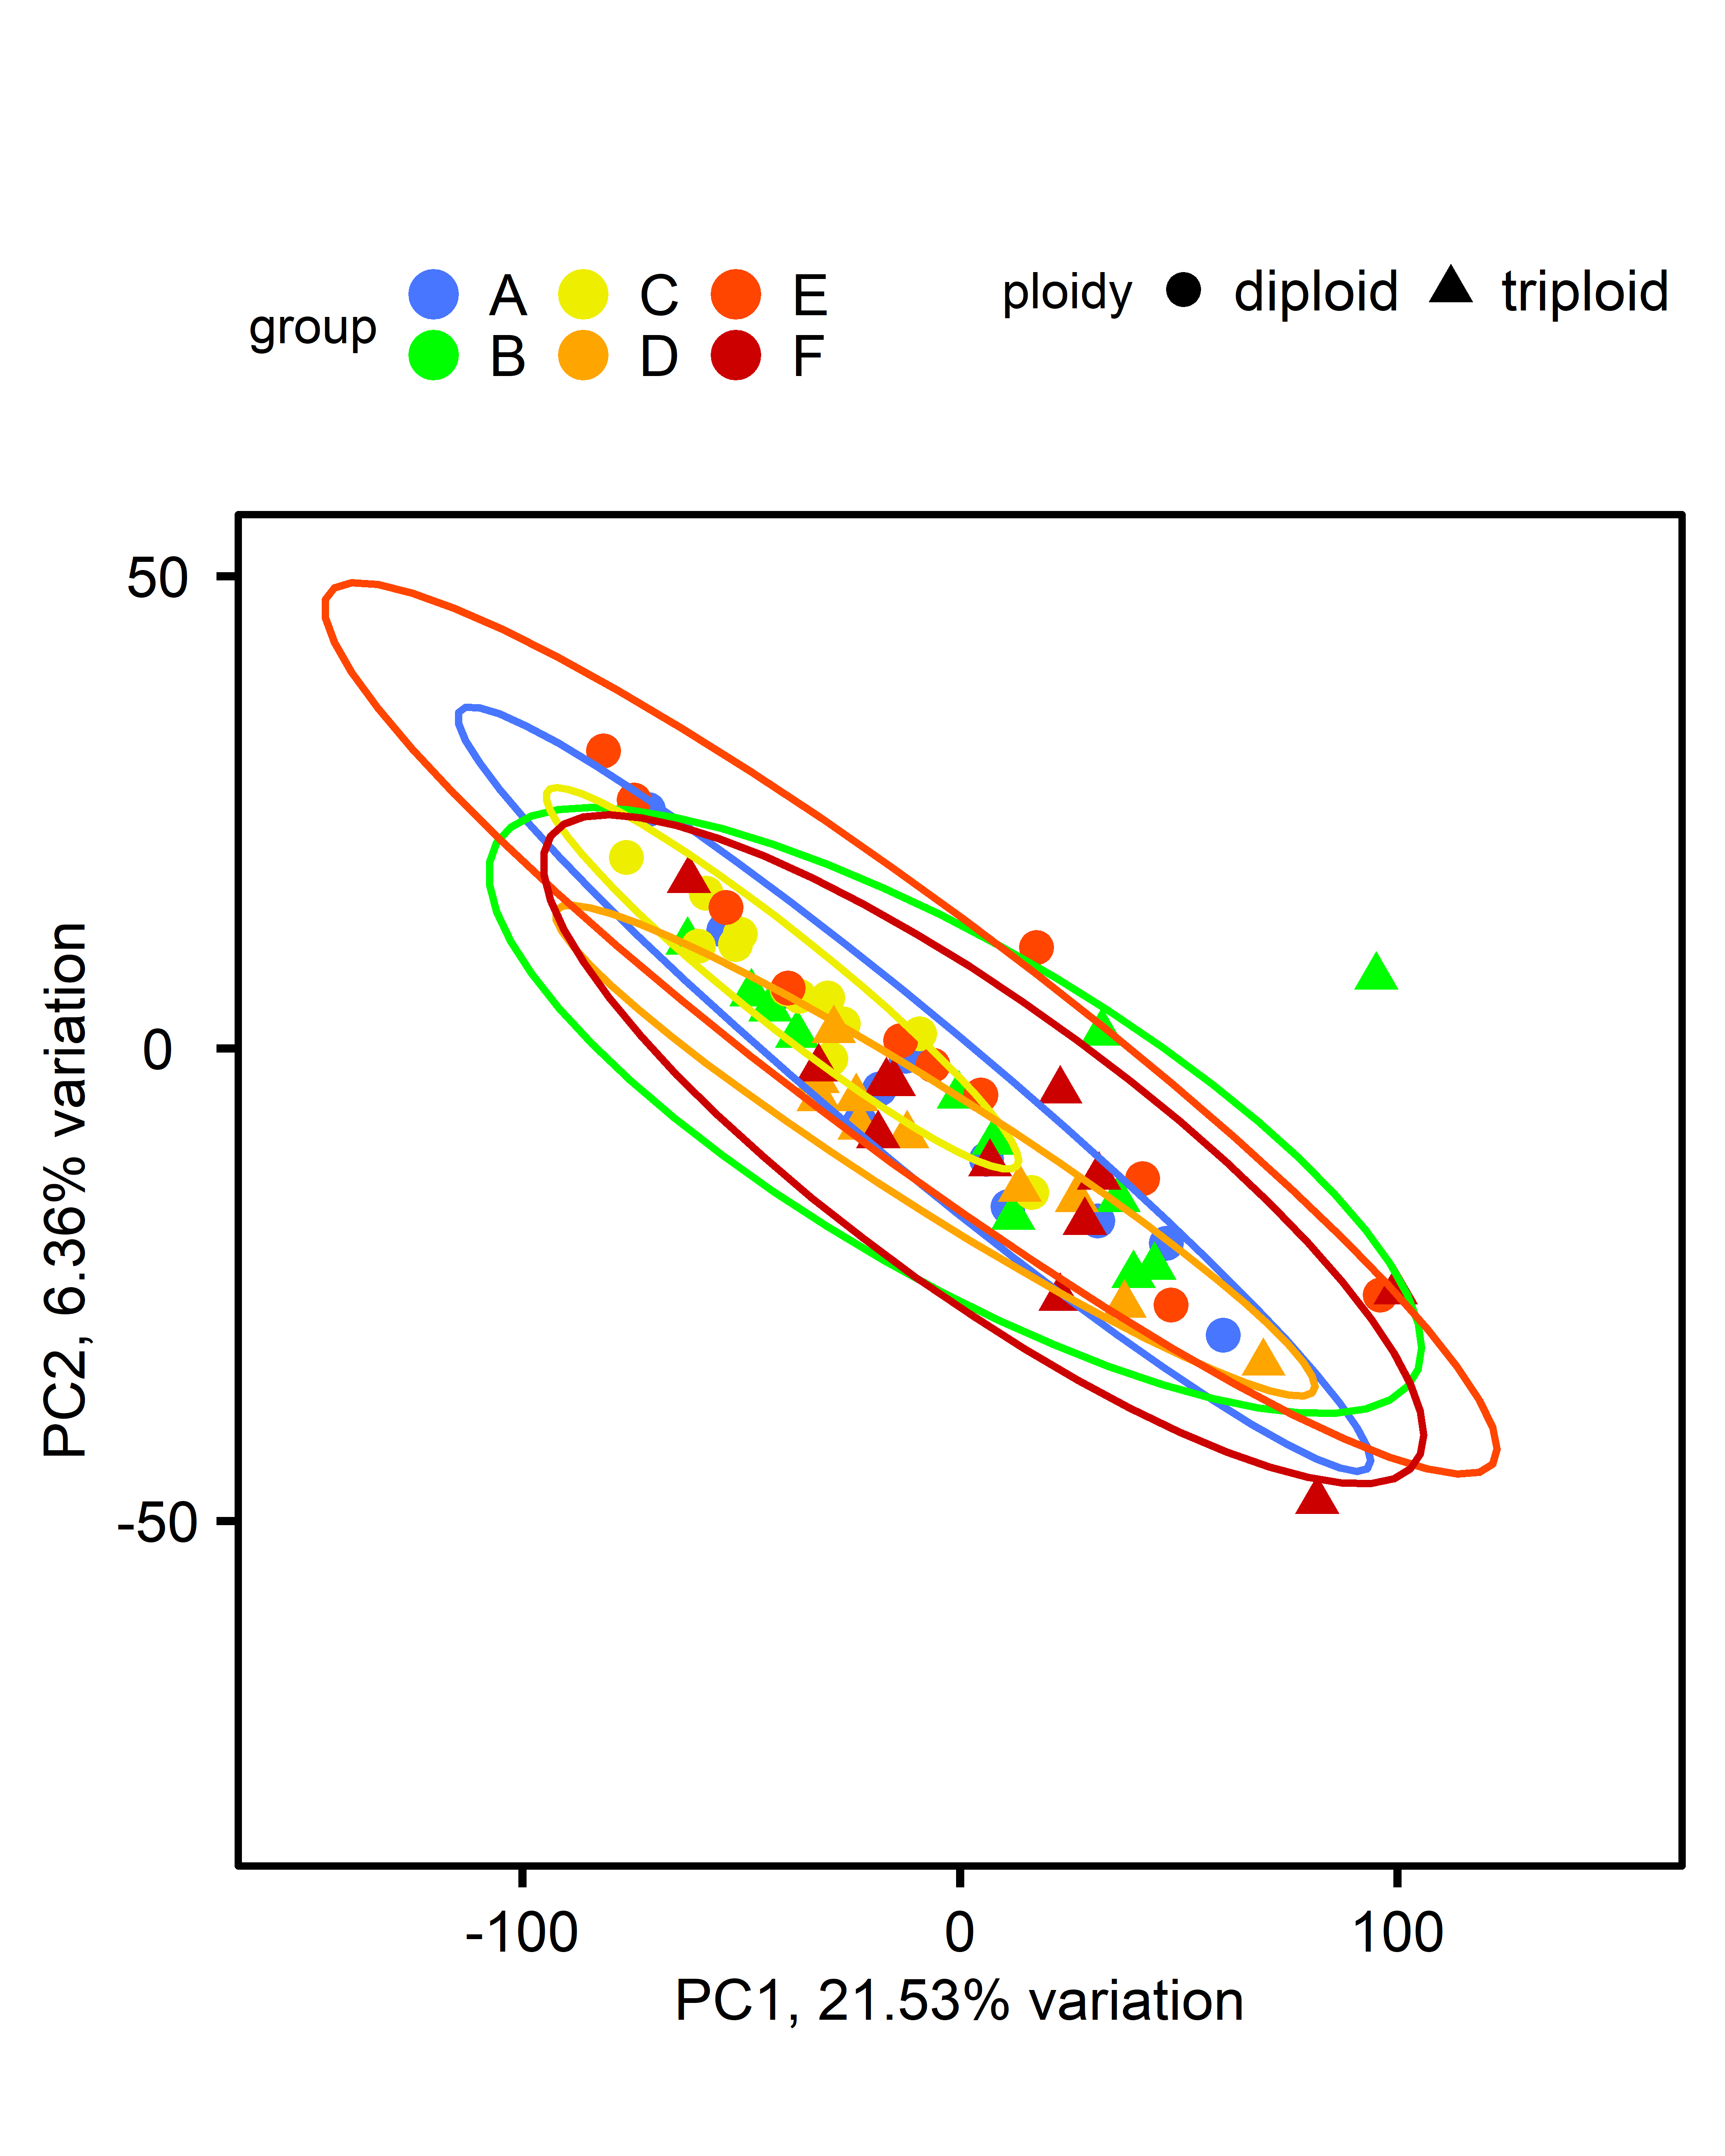 group
A
C
E
B
D
F
ploidy
diploid
triploid
PC2, 6.36% variation
50
0
-50
-100
0
100
PC1, 21.53% variation